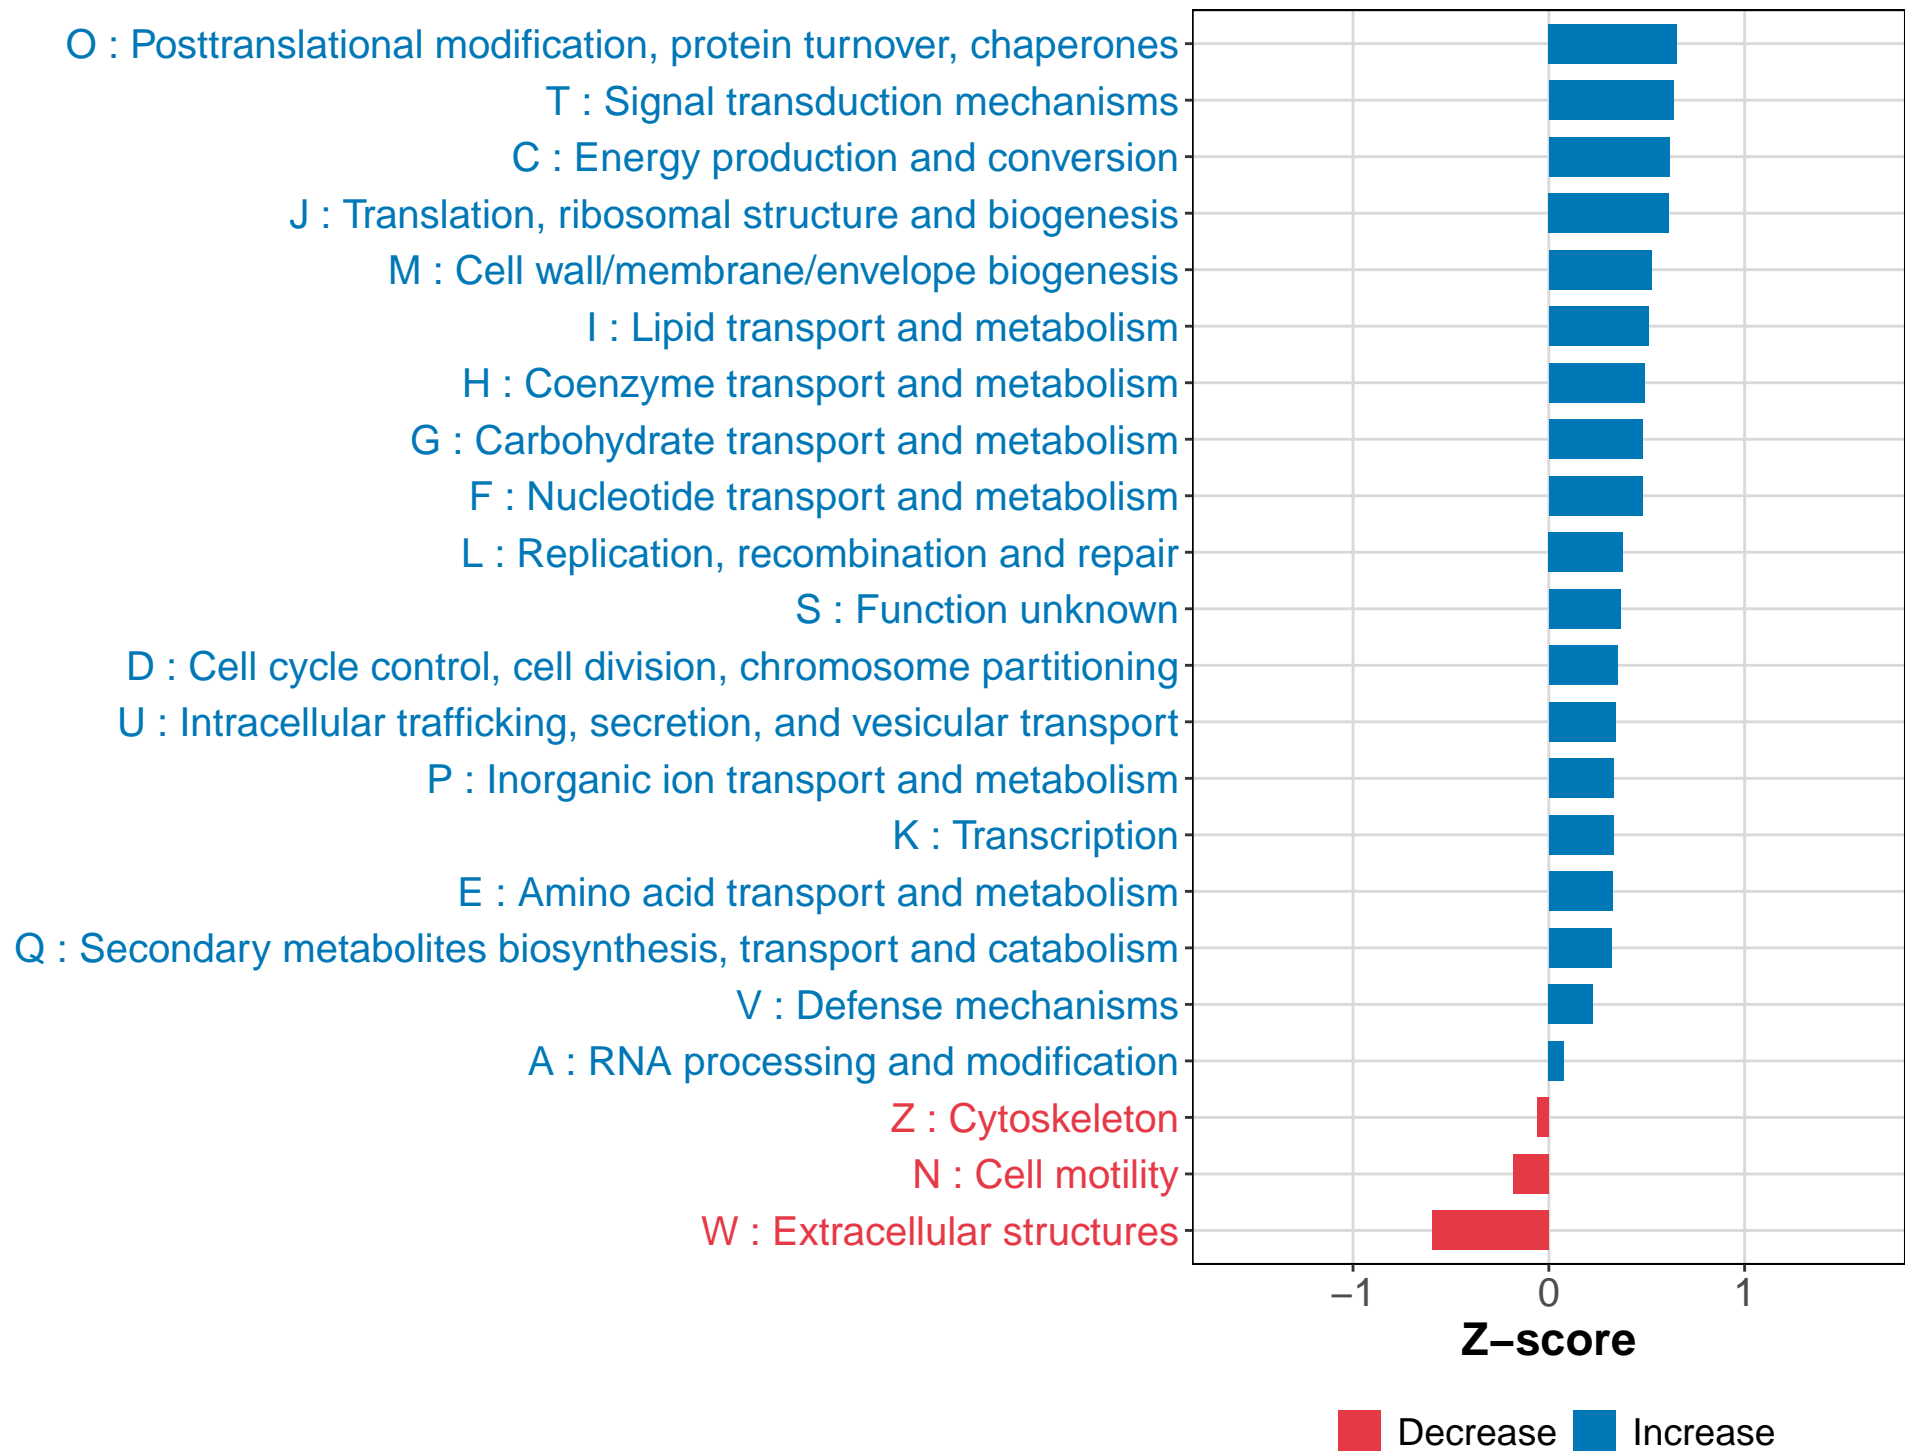 O : Posttranslational modification, protein turnover, chaperones
T : Signal transduction mechanisms
C : Energy production and conversion
J : Translation, ribosomal structure and biogenesis
M : Cell wall/membrane/envelope biogenesis
I : Lipid transport and metabolism
H : Coenzyme transport and metabolism
G : Carbohydrate transport and metabolism
F : Nucleotide transport and metabolism
L : Replication, recombination and repair
S : Function unknown
D : Cell cycle control, cell division, chromosome partitioning
U : Intracellular trafficking, secretion, and vesicular transport
P : Inorganic ion transport and metabolism
K : Transcription
E : Amino acid transport and metabolism
Q : Secondary metabolites biosynthesis, transport and catabolism
V : Defense mechanisms
A : RNA processing and modification
Z : Cytoskeleton
N : Cell motility
W : Extracellular structures
−1 0 1
Z−score
Decrease Increase